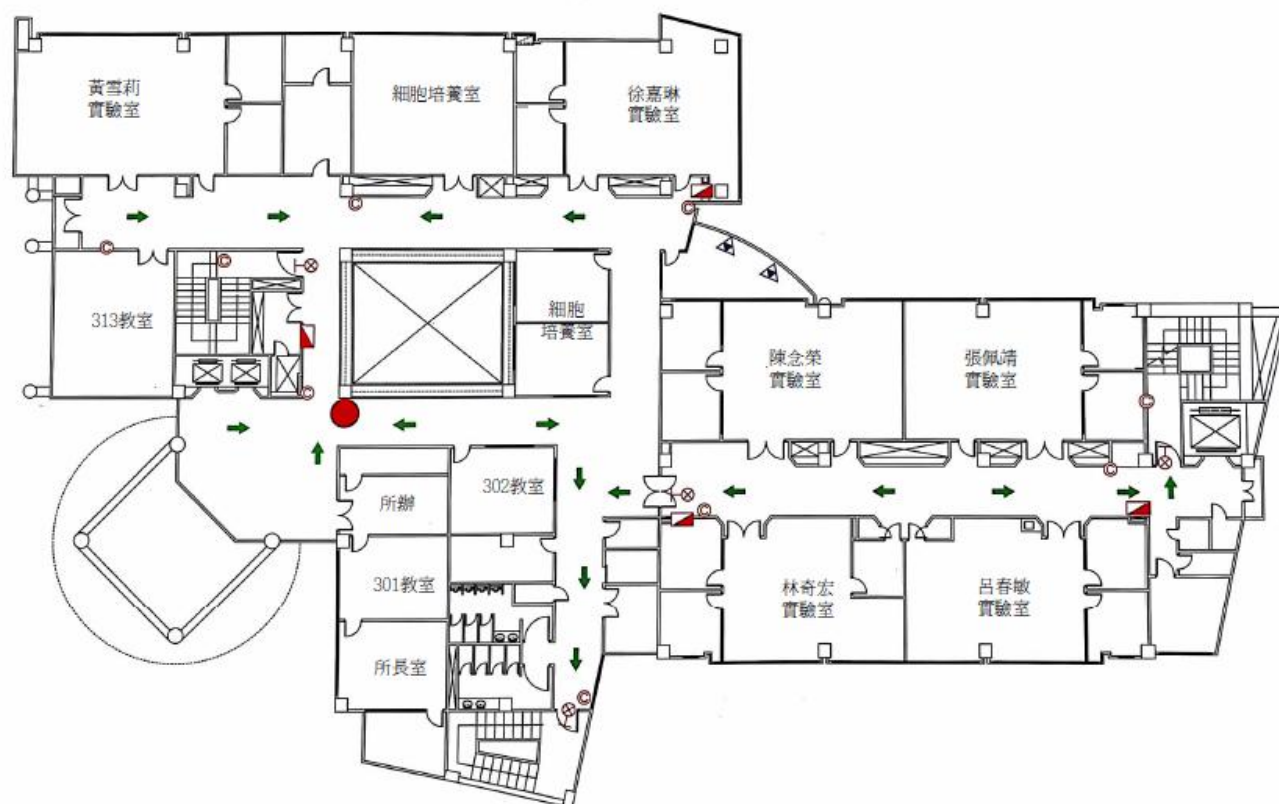 黃雪莉
實驗室
細胞培養室
徐嘉琳
實驗室
313教室
細胞
培養室
陳念榮
實驗室
張佩靖
實驗室
302教室
所辦
301教室
所長室
林奇宏
實驗室
呂春敏
實驗室
C
C
C
C
C
C
C
C
C